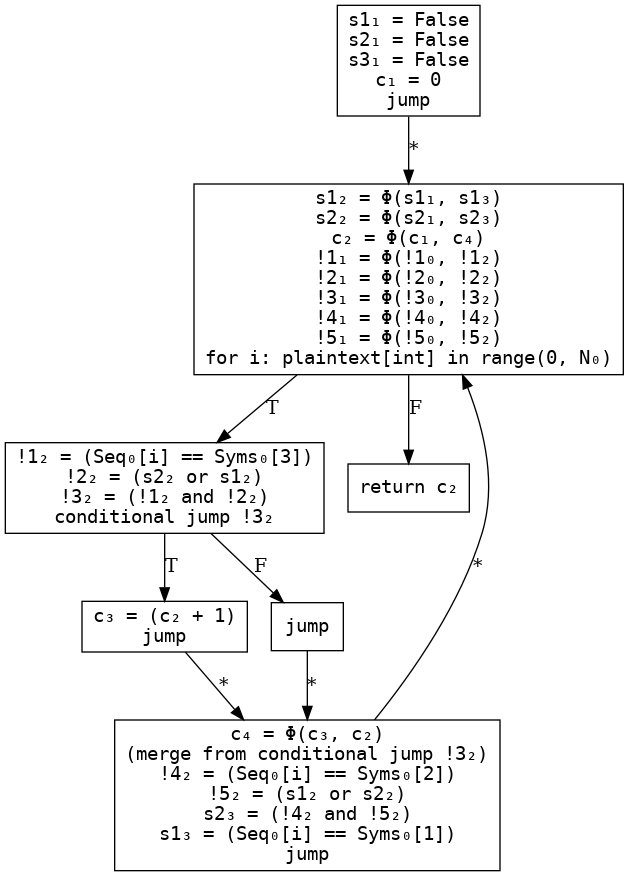 s1₁ = False
s2₁ = False
s3₁ = False
c₁ = 0
jump
*
s1₂ = Φ(s1₁, s1₃)
s2₂ = Φ(s2₁, s2₃)
c₂ = Φ(c₁, c₄)
!1₁ = Φ(!1₀, !1₂)
!2₁ = Φ(!2₀, !2₂)
!3₁ = Φ(!3₀, !3₂)
!4₁ = Φ(!4₀, !4₂)
!5₁ = Φ(!5₀, !5₂)
for i: plaintext[int] in range(0, N₀)
T
F
!1₂ = (Seq₀[i] == Syms₀[3])
!2₂ = (s2₂ or s1₂)
!3₂ = (!1₂ and !2₂)
conditional jump !3₂
return c₂
T
F
*
c₃ = (c₂ + 1)
jump
jump
*
*
c₄ = Φ(c₃, c₂)
(merge from conditional jump !3₂)
!4₂ = (Seq₀[i] == Syms₀[2])
!5₂ = (s1₂ or s2₂)
s2₃ = (!4₂ and !5₂)
s1₃ = (Seq₀[i] == Syms₀[1])
jump